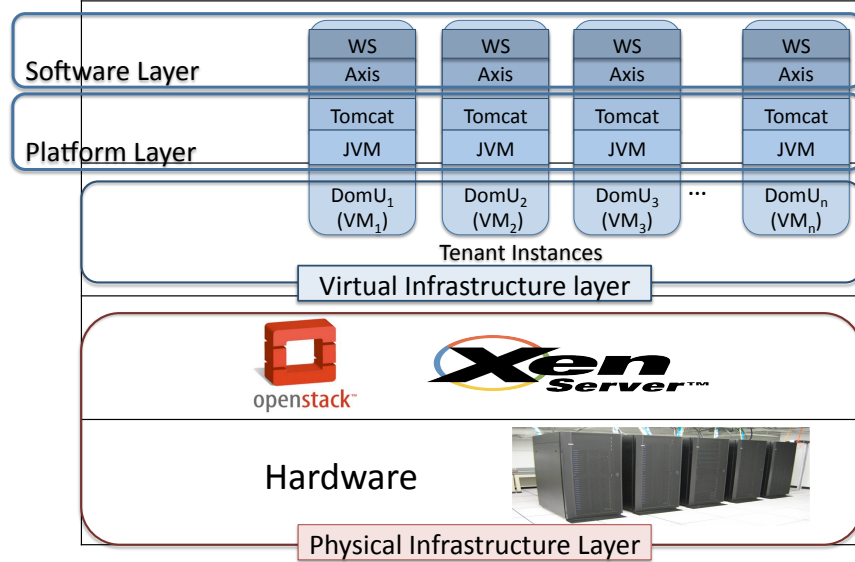 WS WS WS WS
Software Layer
Axis Axis Axis Axis
Tomcat Tomcat Tomcat Tomcat
Platform Layer
JVM JVM JVM JVM
DomU1 DomU2 DomU3 ... DomUn
(VM1) (VM2) (VM3) (VMn)
Tenant Instances
Virtual Infrastructure layer
openstack™
Xen
Server™
Hardware
Physical Infrastructure Layer